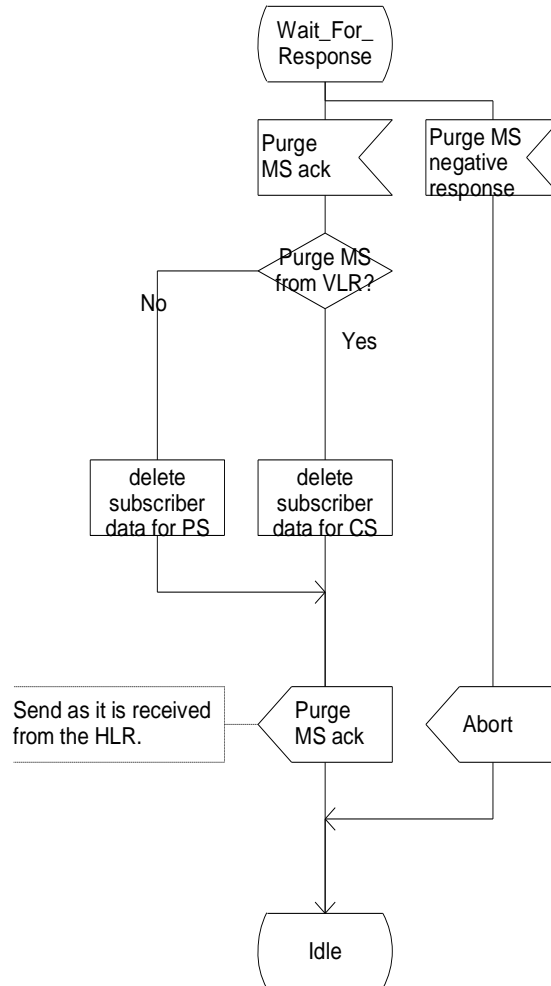 Wait_For_
Response
Purge
MS ack
Purge MS
negative
response
Purge MS
from VLR?
No
Yes
delete
subscriber
data for PS
delete
subscriber
data for CS
Send as it is received
from the HLR.
Purge
MS ack
Abort
Idle